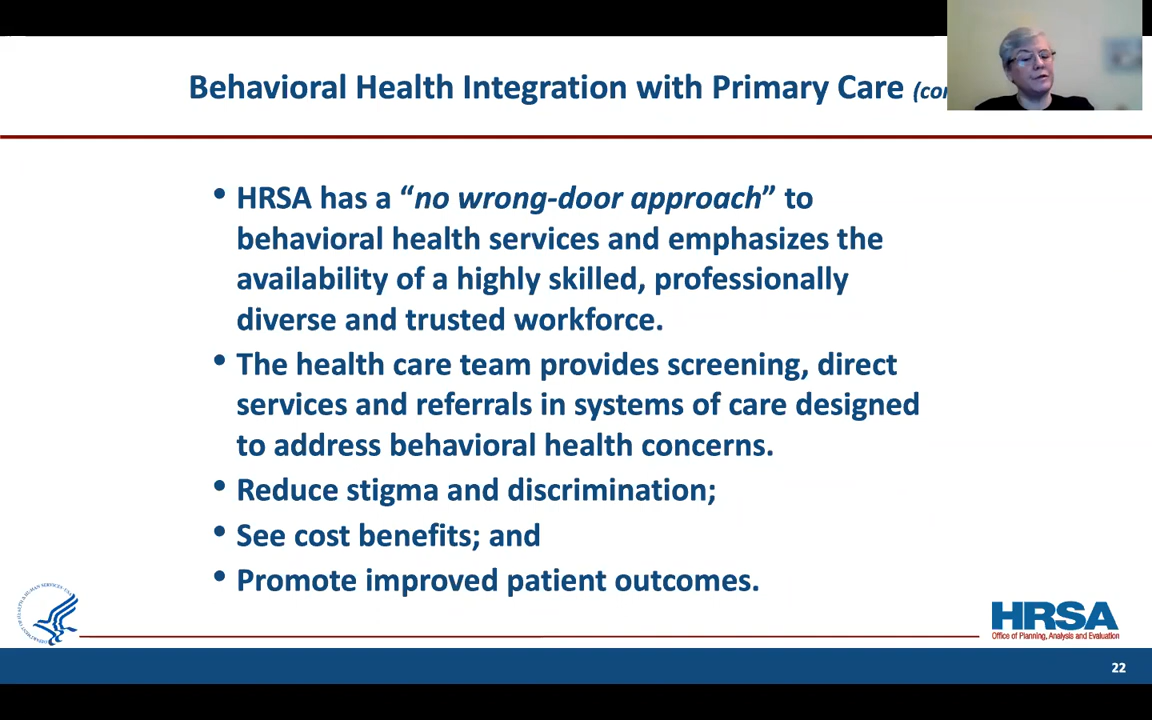 Behavioral Health Integration with Primary Care
• HRSA has a “no wrong-door approach” to
behavioral health services and emphasizes the
availability of a highly skilled, professionally
diverse and trusted workforce.
• The health care team provides screening, direct
services and referrals in systems of care designed
to address behavioral health concerns.
• Reduce stigma and discrimination;
• See cost benefits; and
• Promote improved patient outcomes.
HRSA
Office of Planning, Analysis and Evaluation
22